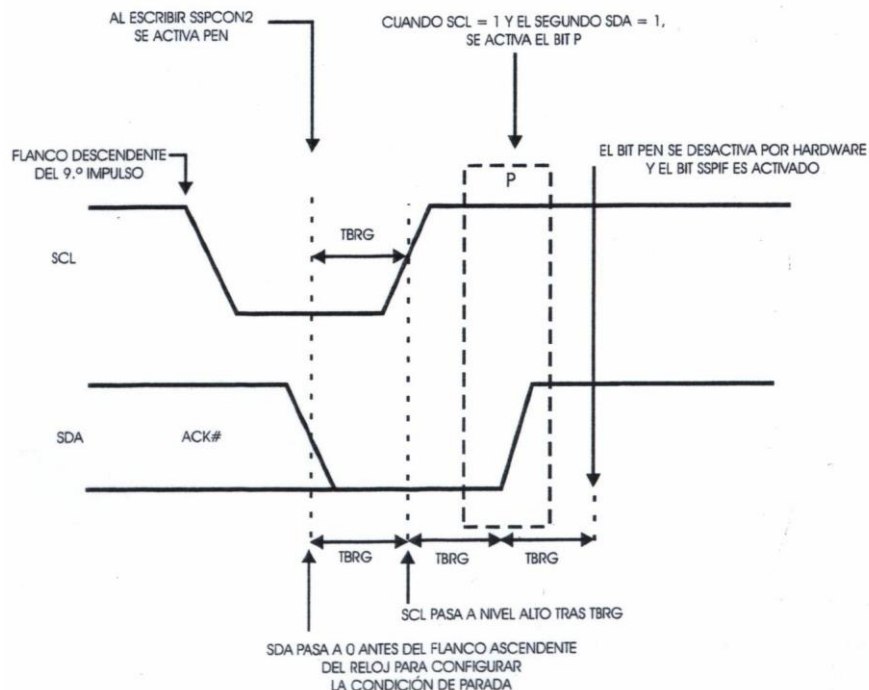 AL ESCRIBIR SSPCON2
SE ACTIVA PEN
CUANDO SCL = 1 Y EL SEGUNDO SDA = 1,
SE ACTIVA EL BIT P
FLANCO DESCENDENTE
DEL 9.º IMPULSO
EL BIT PEN SE DESACTIVA POR HARDWARE
Y EL BIT SSPIF ES ACTIVADO
P
TBRG
SCL
SDA
ACK#
TBRG
TBRG
TBRG
SCL PASA A NIVEL ALTO TRAS TBRG
SDA PASA A 0 ANTES DEL FLANCO ASCENDENTE
DEL RELOJ PARA CONFIGURAR
LA CONDICIÓN DE PARADA